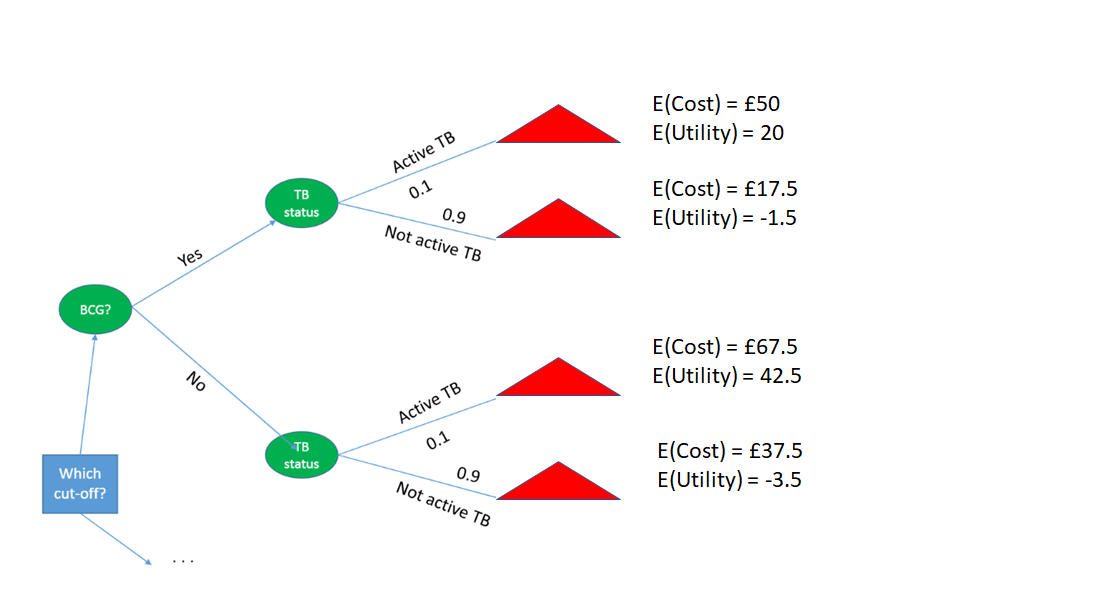 E(Cost) = £50
E(Utility) = 20
Active TB
0.1
TB
status
E(Cost) = £17.5
E(Utility) = -1.5
0.9
Not active TB
Yes
BCG?
No
E(Cost) = £67.5
E(Utility) = 42.5
Active TB
0.1
TB
status
E(Cost) = £37.5
E(Utility) = -3.5
0.9
Not active TB
Which
cut-off?
...